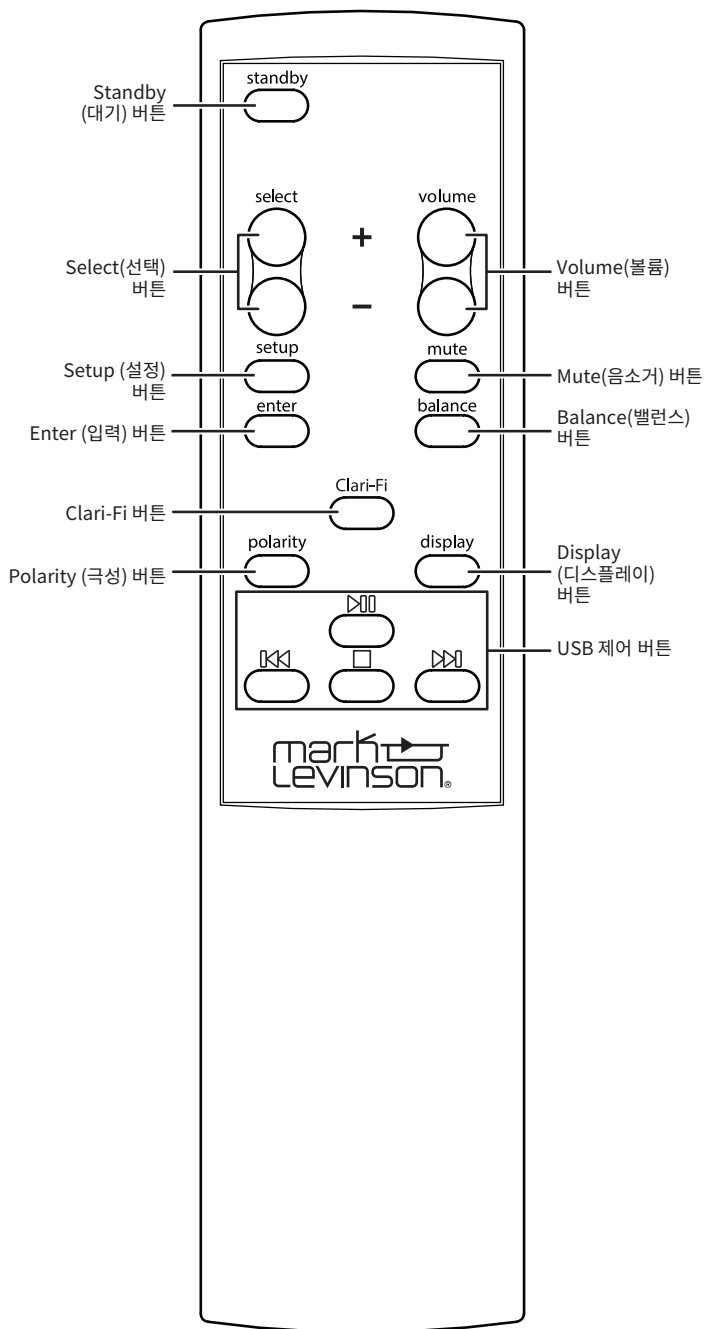 standby
Standby
(대기) 버튼
select
volume
+
Select(선택)
버튼
Volume(볼륨)
버튼
−
setup
mute
Setup (설정)
버튼
Mute(음소거) 버튼
enter
balance
Enter (입력) 버튼
Balance(밸런스)
버튼
Clari-Fi
Clari-Fi 버튼
polarity
display
Polarity (극성) 버튼
Display
(디스플레이)
버튼
USB 제어 버튼
mark
Levinson®